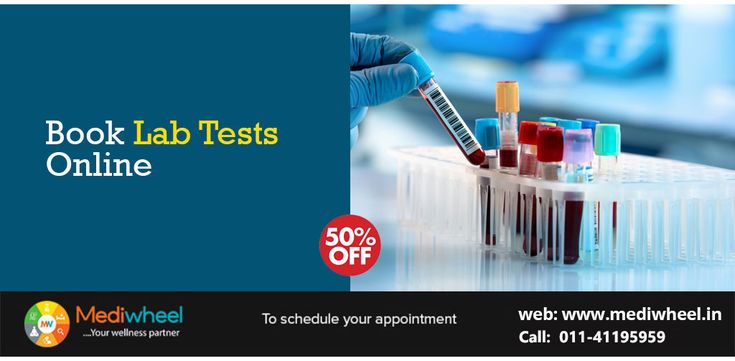 Book Lab Tests
Online
50%
OFF
MW
Mediwheel
....Your wellness partner
To schedule your appointment
web: www.mediwheel.in
Call: 011-41195959